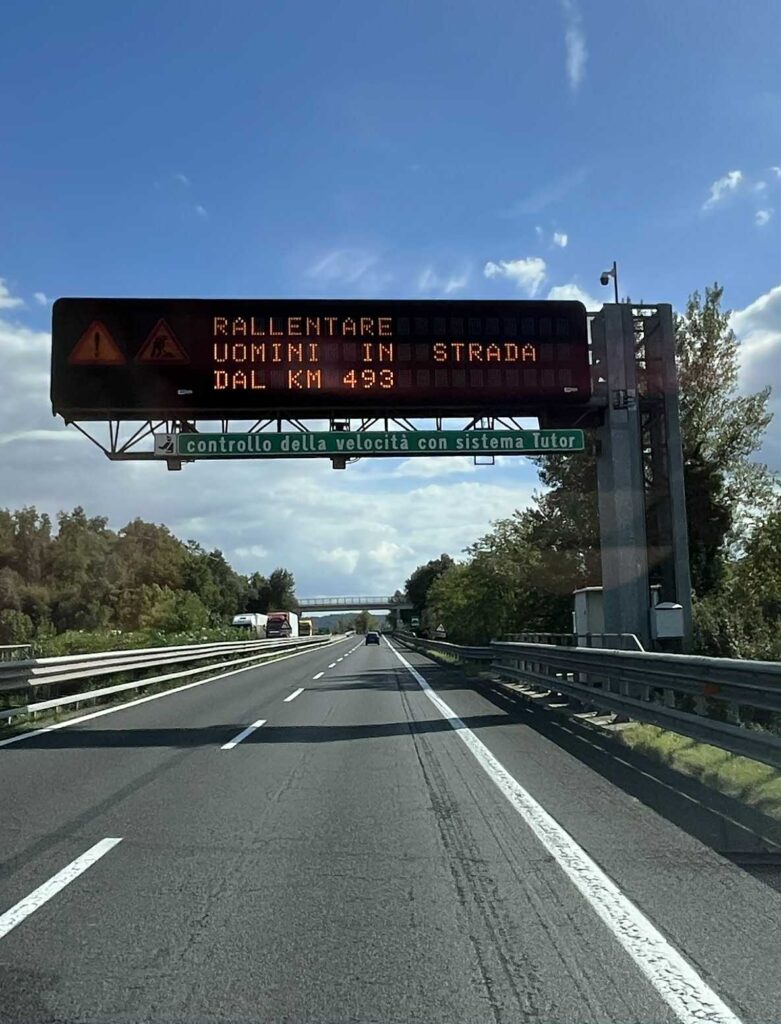 RALLENTARE
UOMINI IN STRADA
DAL KM 493
controllo della velocità con sistema Tutor